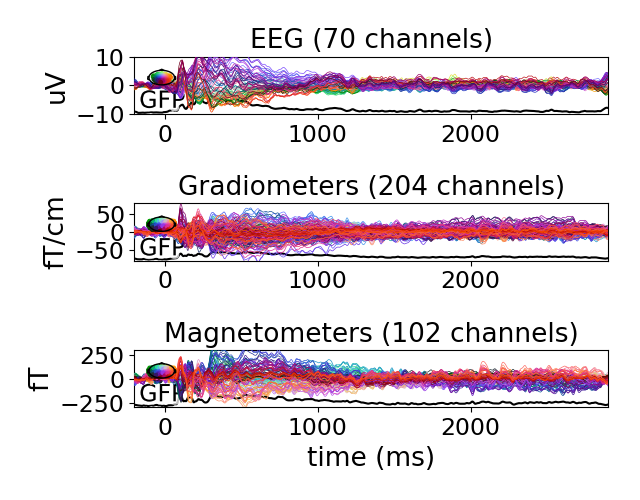 EEG (70 channels)
10
0
−10
uV
GFP
0
1000
2000
Gradiometers (204 channels)
50
0
−50
fT/cm
GFP
0
1000
2000
Magnetometers (102 channels)
250
0
−250
fT
GFP
0
1000
2000
time (ms)